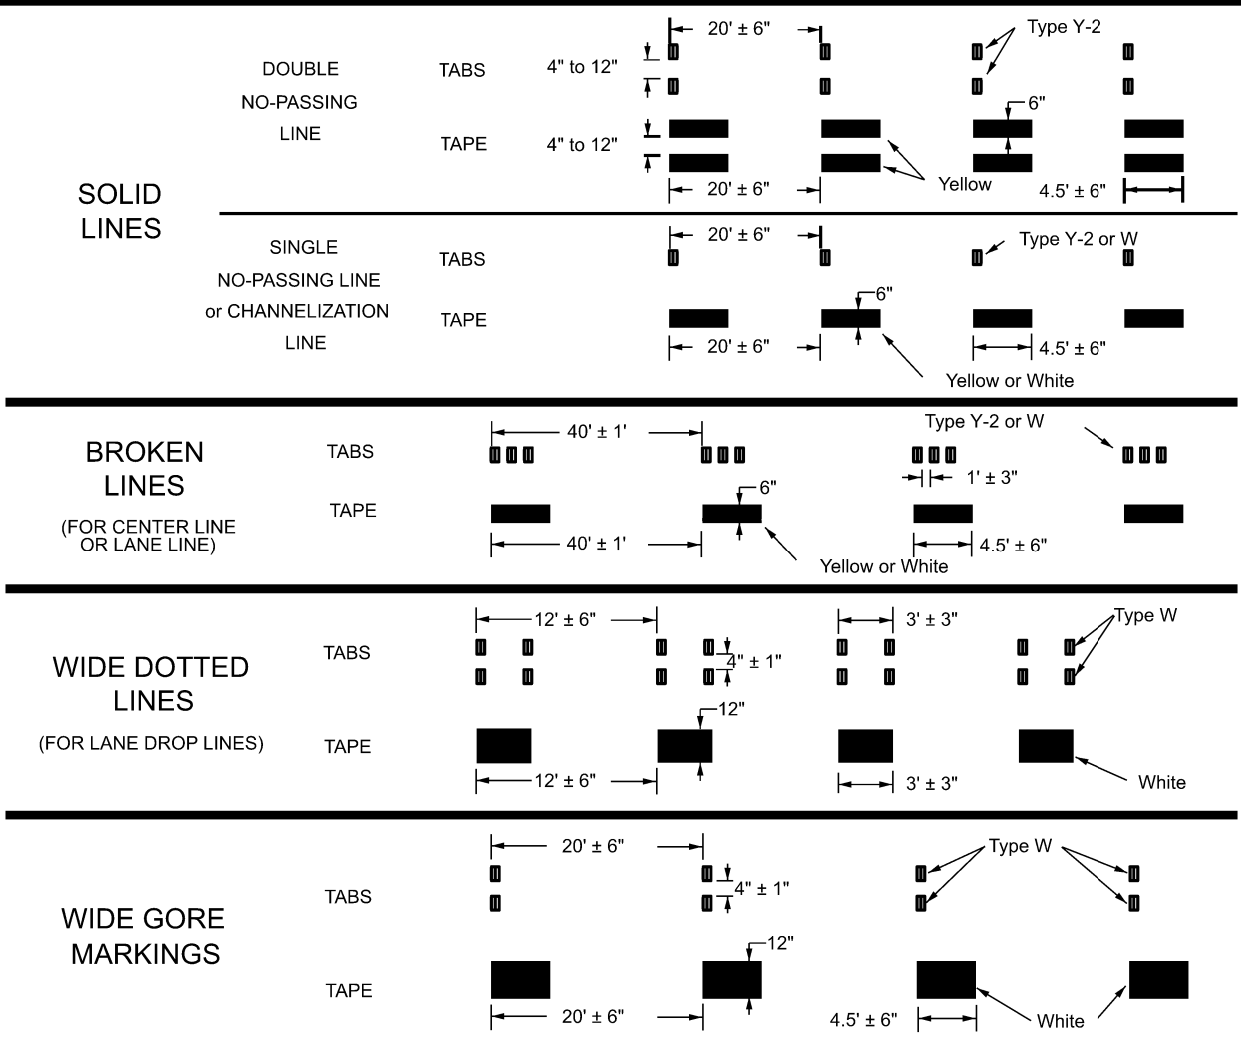 SOLID
LINES
DOUBLE
NO-PASSING
LINE
TABS
20' ± 6"
Type Y-2
4" to 12"
TAPE
4" to 12"
6"
Yellow
20' ± 6"
4.5' ± 6"
SINGLE
NO-PASSING LINE
or CHANNELIZATION
LINE
TABS
20' ± 6"
Type Y-2 or W
TAPE
6"
20' ± 6"
4.5' ± 6"
Yellow or White
BROKEN
LINES
(FOR CENTER LINE
OR LANE LINE)
TABS
40' ± 1'
Type Y-2 or W
1' ± 3"
TAPE
6"
40' ± 1'
4.5' ± 6"
Yellow or White
WIDE DOTTED
LINES
(FOR LANE DROP LINES)
TABS
12' ± 6"
3' ± 3"
Type W
4" ± 1"
TAPE
12"
12' ± 6"
3' ± 3"
White
WIDE GORE
MARKINGS
TABS
20' ± 6"
Type W
4" ± 1"
TAPE
12"
20' ± 6"
4.5' ± 6"
White